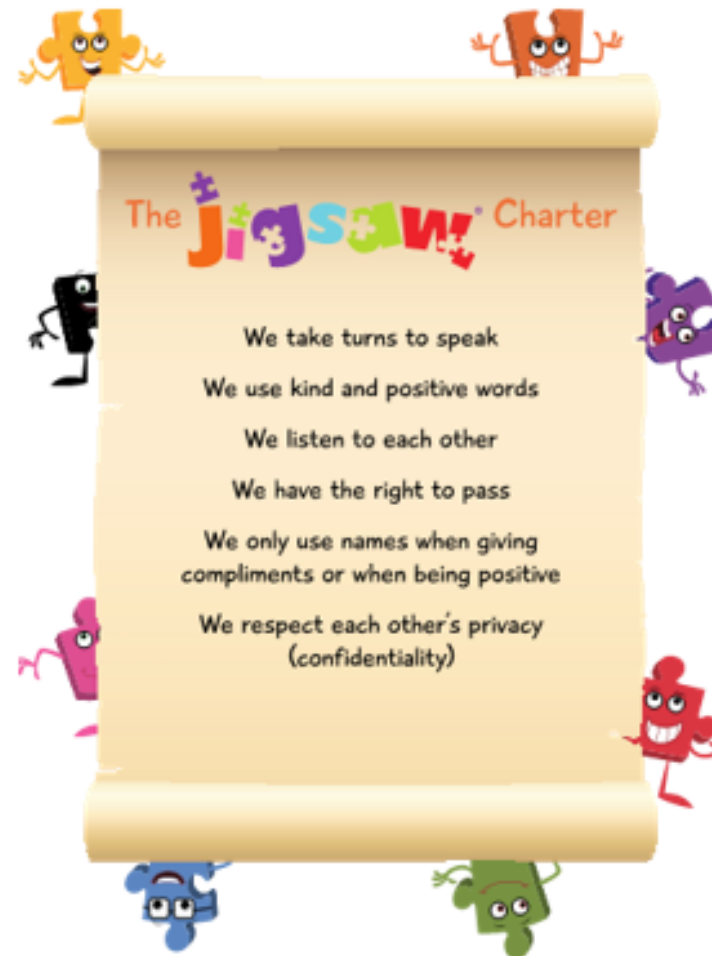 The jigsaw® Charter
We take turns to speak
We use kind and positive words
We listen to each other
We have the right to pass
We only use names when giving
compliments or when being positive
We respect each other's privacy
(confidentiality)